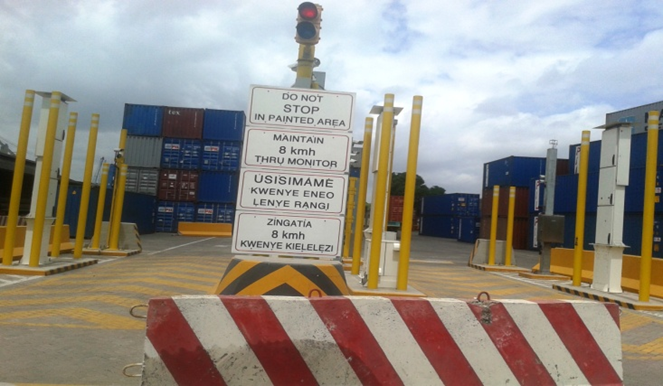 DO NOT
STOP
IN PAINTED AREA
MAINTAIN
8 kmh
THRU MONITOR
USISIMAME
KWENYE ENEO
LENYE RANGI
ZINGATIA
8 kmh
KWENYE KIELELEZI